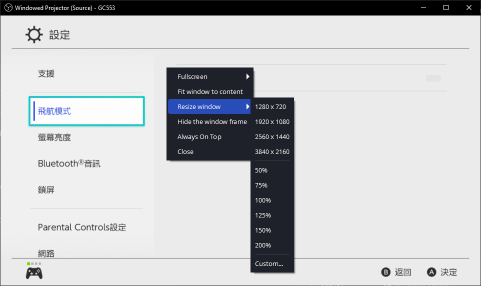 Windowed Projector (Source) - GC553
設定
支援
飛航模式
螢幕亮度
Bluetooth®音訊
鎖屏
Parental Controls設定
網路
Fullscreen
Fit window to content
Resize window
Hide the window frame
Always On Top
Close
1280 x 720
1920 x 1080
2560 x 1440
3840 x 2160
50%
75%
100%
125%
150%
200%
Custom...
B 返回
A 決定